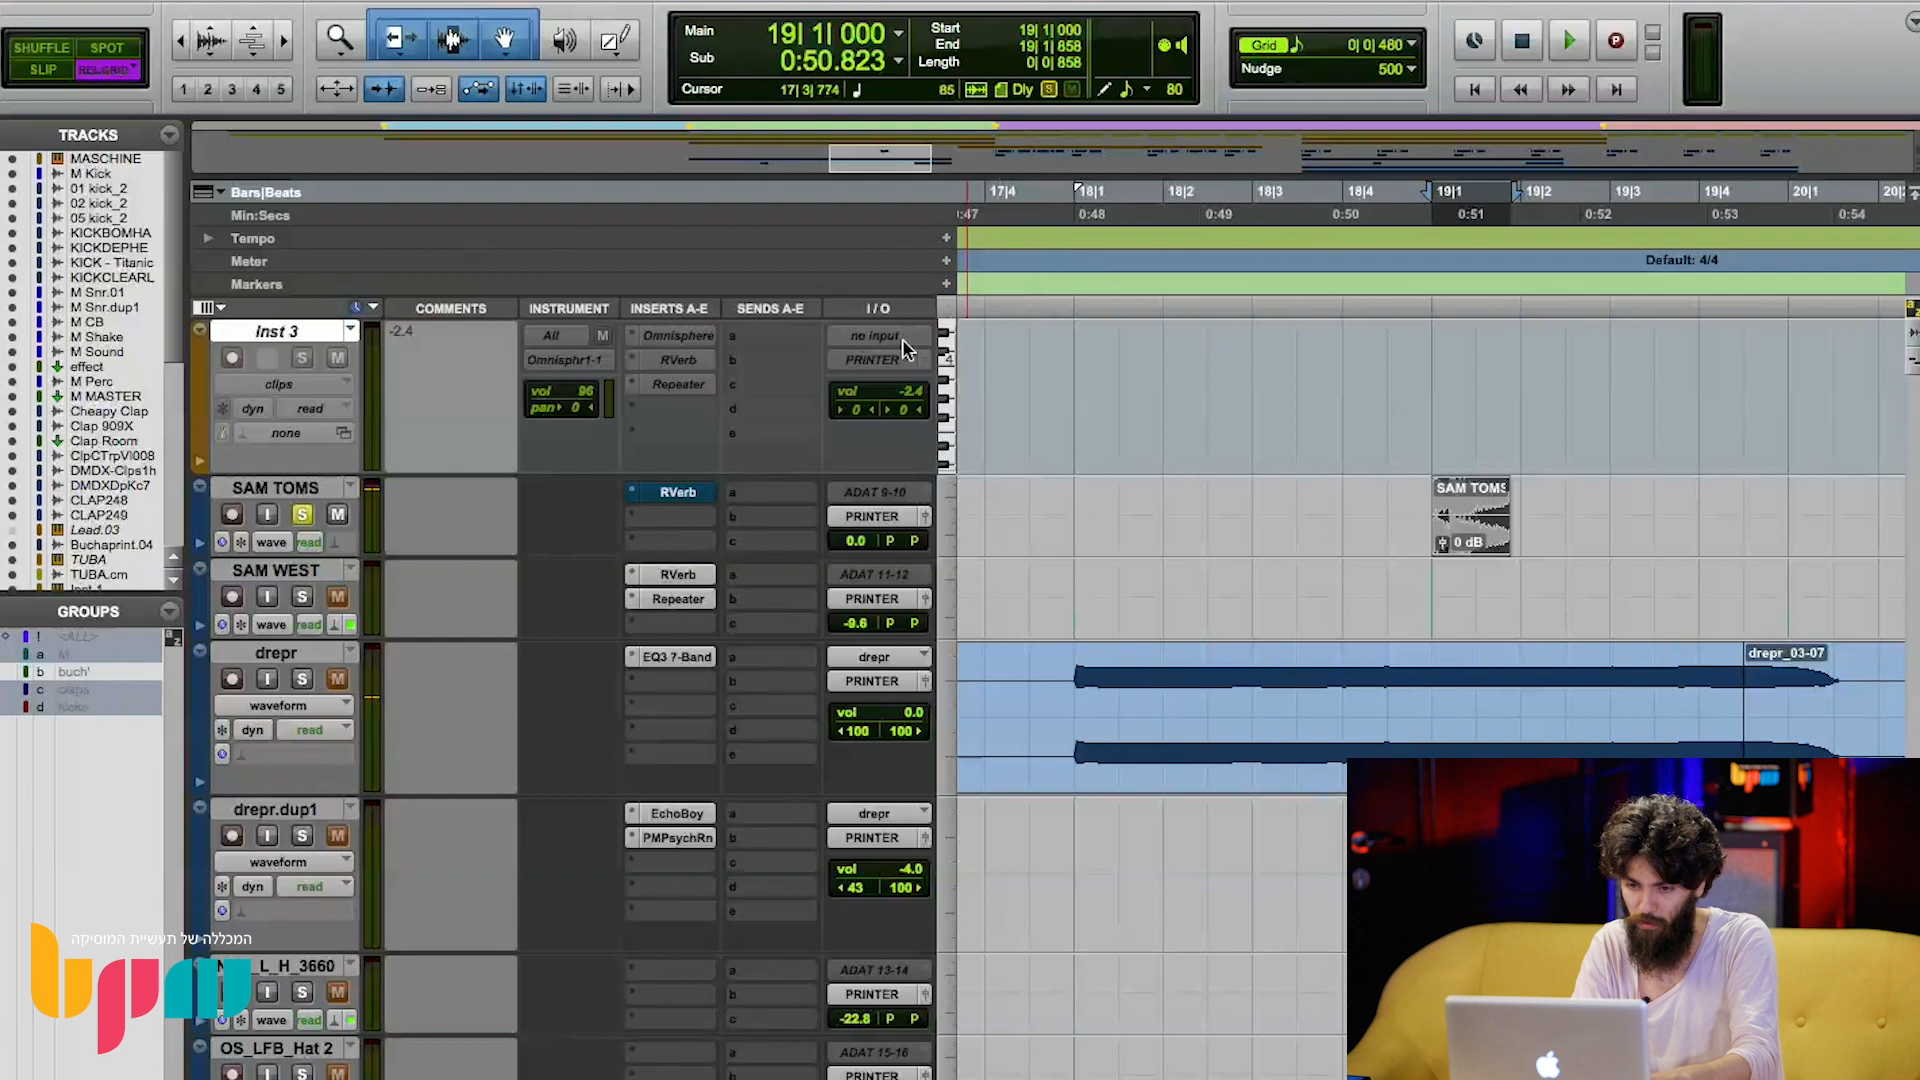 SHUFFLE SPOT
SLIP REL GRID
1 2 3 4 5
Main 19| 1| 000
Sub 0:50.823
Start 19| 1| 000
End 19| 1| 858
Length 0| 0| 858
Cursor 17| 3| 774 85 Dly S M 80
Grid 0| 0| 480
Nudge 500
TRACKS
MASCHINE
M Kick
01 kick_2
02 kick_2
05 kick_2
KICKBOMHA
KICKDEPHE
KICK - Titanic
KICKCLEARL
M Snr.01
M Snr.dup1
M CB
M Shake
M Sound
effect
M Perc
M MASTER
Cheapy Clap
Clap 909X
Clap Room
ClpCTrpVl008
DMDX-Clps1h
DMDXDpKc7
CLAP248
CLAP249
Lead.03
Buchaprint.04
TUBA
TUBA.cm
Inst 1
GROUPS
! <ALL>
a M
b buch'
c claps
d kicks
Bars|Beats 17|4 18|1 18|2 18|3 18|4 19|1 19|2 19|3 19|4 20|1
Min:Secs 0:48 0:49 0:50 0:51 0:52 0:53 0:54
Tempo
Meter Default: 4/4
Markers
COMMENTS INSTRUMENT INSERTS A-E SENDS A-E I / O
Inst 3 -2.4 All M Omnisphere a no input
Omnisphr1-1 RVerb b PRINTER
S M
clips vol 96 Repeater c vol -2.4
dyn read pan 0 d 0 0
none e
SAM TOMS RVerb a ADAT 9-10 SAM TOMS
I S M b PRINTER
wave read c 0.0 P P 0 dB
SAM WEST RVerb a ADAT 11-12
I S M Repeater b PRINTER
wave read c -9.6 P P
drepr EQ3 7-Band a drepr drepr_03-07
I S M b PRINTER
waveform c vol 0.0
dyn read d 100 100
e
drepr.dup1 EchoBoy a drepr
I S M PMPsychRn b PRINTER
waveform c vol -4.0
dyn read d 43 100
e
המכללה של תעשיית המוסיקה
bpm
_L_H_3660 a ADAT 13-14
I S M b PRINTER
wave read c -22.8 P P
OS_LFB_Hat 2 a ADAT 15-16
I S M PRINTER
bpm